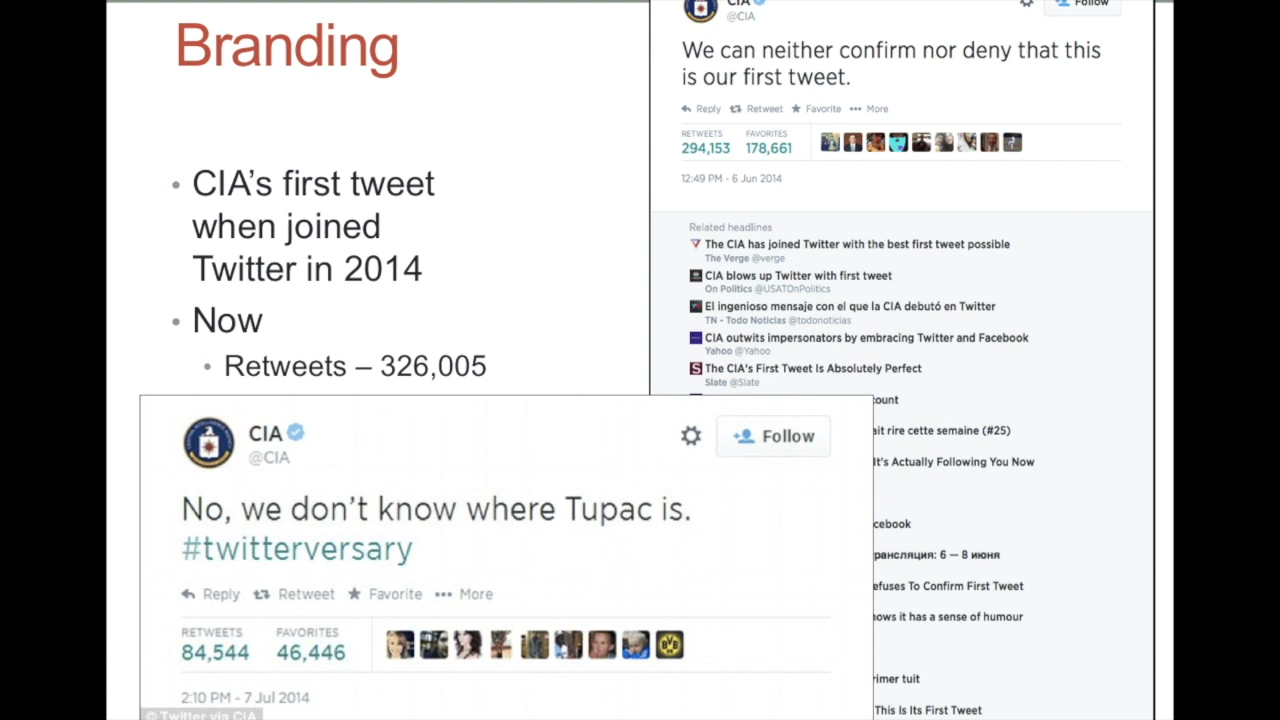 Branding
• CIA's first tweet
when joined
Twitter in 2014
• Now
• Retweets – 326,005
CIA
@CIA
Follow
We can neither confirm nor deny that this
is our first tweet.
Reply Retweet Favorite More
RETWEETS FAVORITES
294,153 178,661
12:49 PM - 6 Jun 2014
Related headlines
The CIA has joined Twitter with the best first tweet possible
The Verge @verge
CIA blows up Twitter with first tweet
On Politics @USATOnPolitics
El ingenioso mensaje con el que la CIA debutó en Twitter
TN - Todo Noticias @todonoticias
CIA outwits impersonators by embracing Twitter and Facebook
Yahoo @Yahoo
The CIA's First Tweet Is Absolutely Perfect
Slate @Slate
count
ait rire cette semaine (#25)
It's Actually Following You Now
cebook
рансляция: 6 — 8 июня
efuses To Confirm First Tweet
nows it has a sense of humour
rimer tuit
This Is Its First Tweet
CIA
@CIA
Follow
No, we don't know where Tupac is.
#twitterversary
Reply Retweet Favorite More
RETWEETS FAVORITES
84,544 46,446
BVB
2:10 PM - 7 Jul 2014
© Twitter via CIA